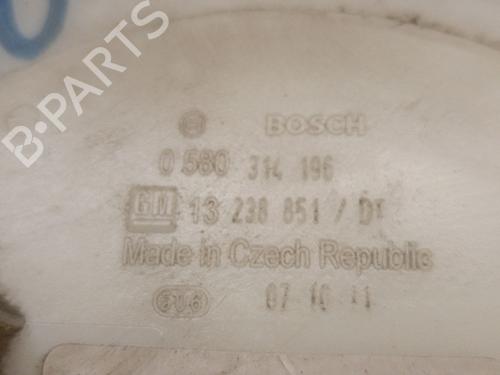 B-PARTS
BOSCH
0 580 314 196
GM 13 238 851 / DT
Made in Czech Republic
07 10 11